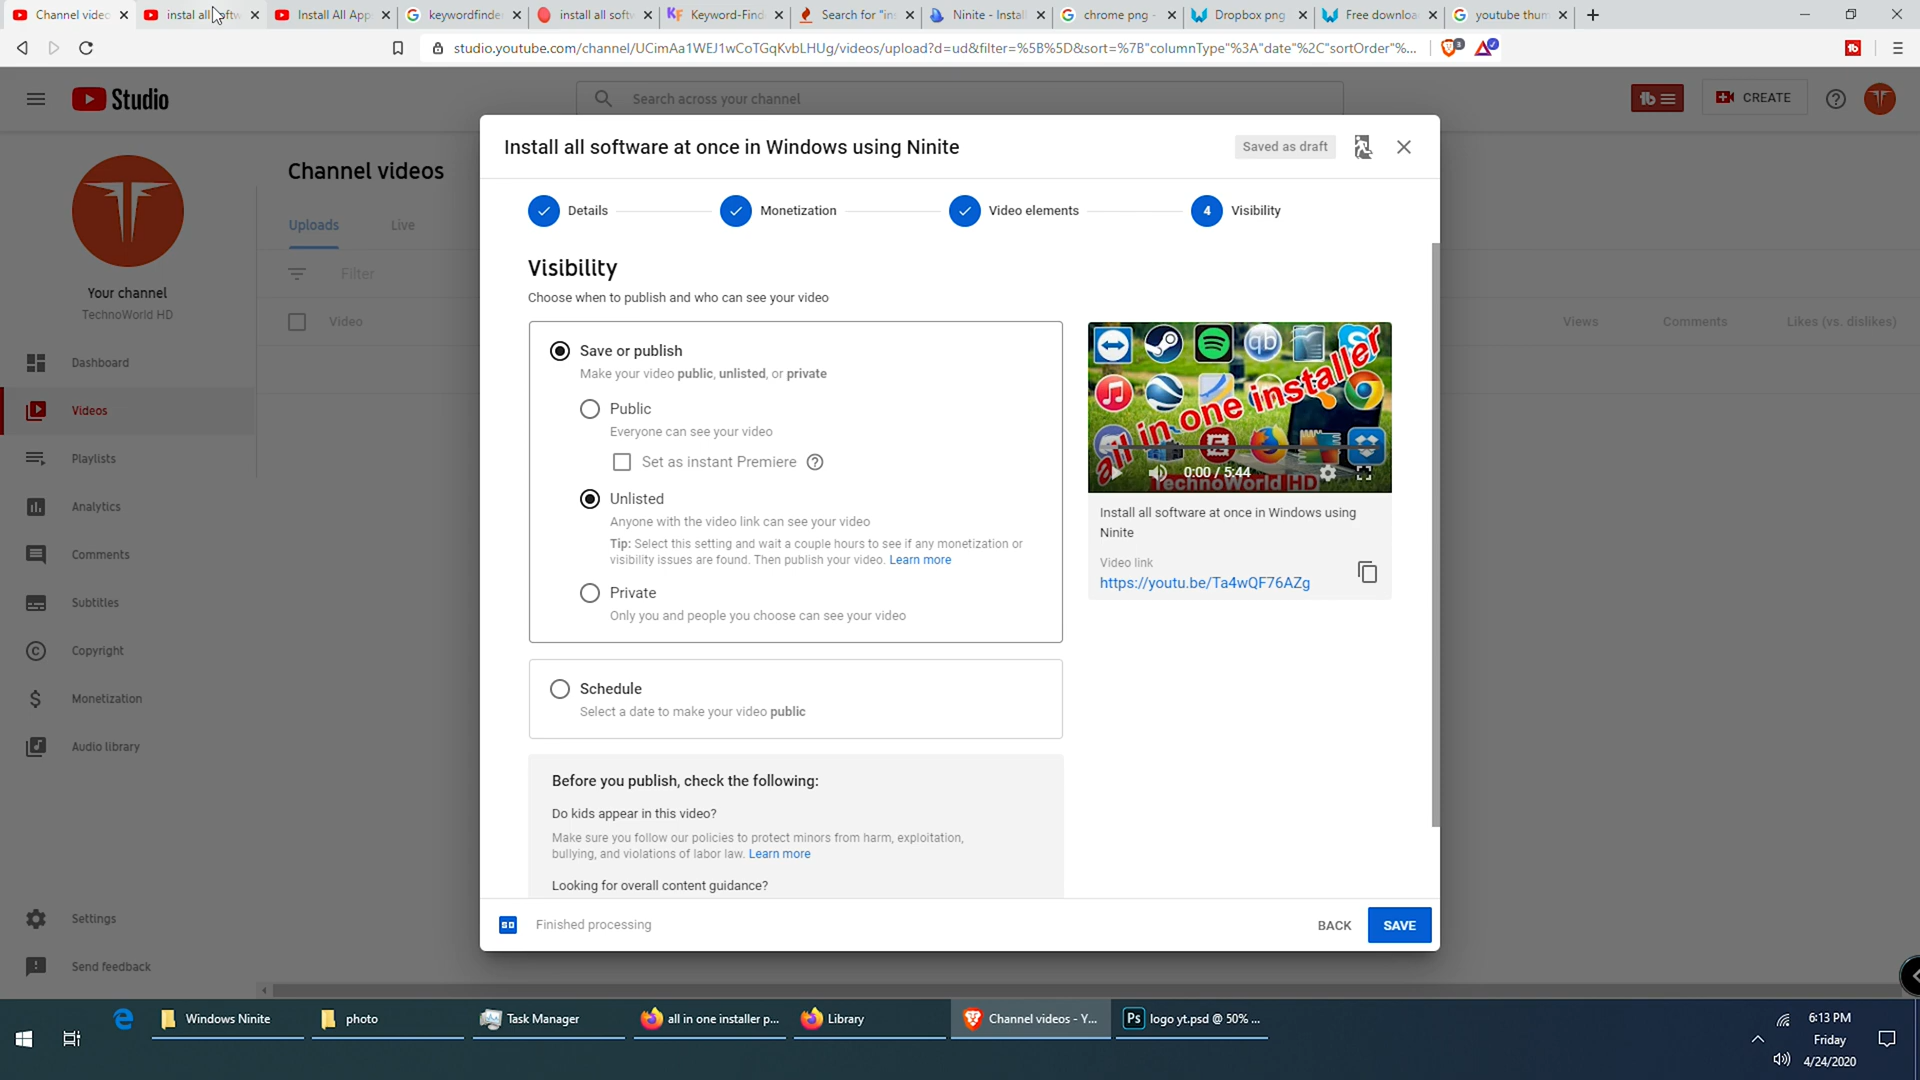 Channel videc
instal all softw
Install All App
keywordfinde
install all softw
Keyword-Find
Search for "in
Ninite - Install
chrome png -
Dropbox png
Free downloa
youtube thum
studio.youtube.com/channel/UCimAa1WEJ1wCoTGqKvbLHUg/videos/upload?d=ud&filter=%5B%5D&sort=%7B"columnType"%3A"date"%2C"sortOrder"%...
Studio
Search across your channel
CREATE
Install all software at once in Windows using Ninite
Saved as draft
Details
Monetization
Video elements
4
Visibility
Your channel
TechnoWorld HD
Dashboard
Videos
Playlists
Analytics
Comments
Subtitles
Copyright
Monetization
Audio library
Settings
Send feedback
Channel videos
Uploads
Live
Filter
Video
Views
Comments
Likes (vs. dislikes)
Visibility
Choose when to publish and who can see your video
Save or publish
Make your video public, unlisted, or private
Public
Everyone can see your video
Set as instant Premiere
Unlisted
Anyone with the video link can see your video
Tip: Select this setting and wait a couple hours to see if any monetization or
visibility issues are found. Then publish your video. Learn more
Private
Only you and people you choose can see your video
Schedule
Select a date to make your video public
Before you publish, check the following:
Do kids appear in this video?
Make sure you follow our policies to protect minors from harm, exploitation,
bullying, and violations of labor law. Learn more
Looking for overall content guidance?
all in one installer
0:00 / 5:44
TechnoWorld HD
Install all software at once in Windows using
Ninite
Video link
https://youtu.be/Ta4wQF76AZg
Finished processing
BACK
SAVE
Windows Ninite
photo
Task Manager
all in one installer p...
Library
Channel videos - Y...
logo yt.psd @ 50% ...
6:13 PM
Friday
4/24/2020